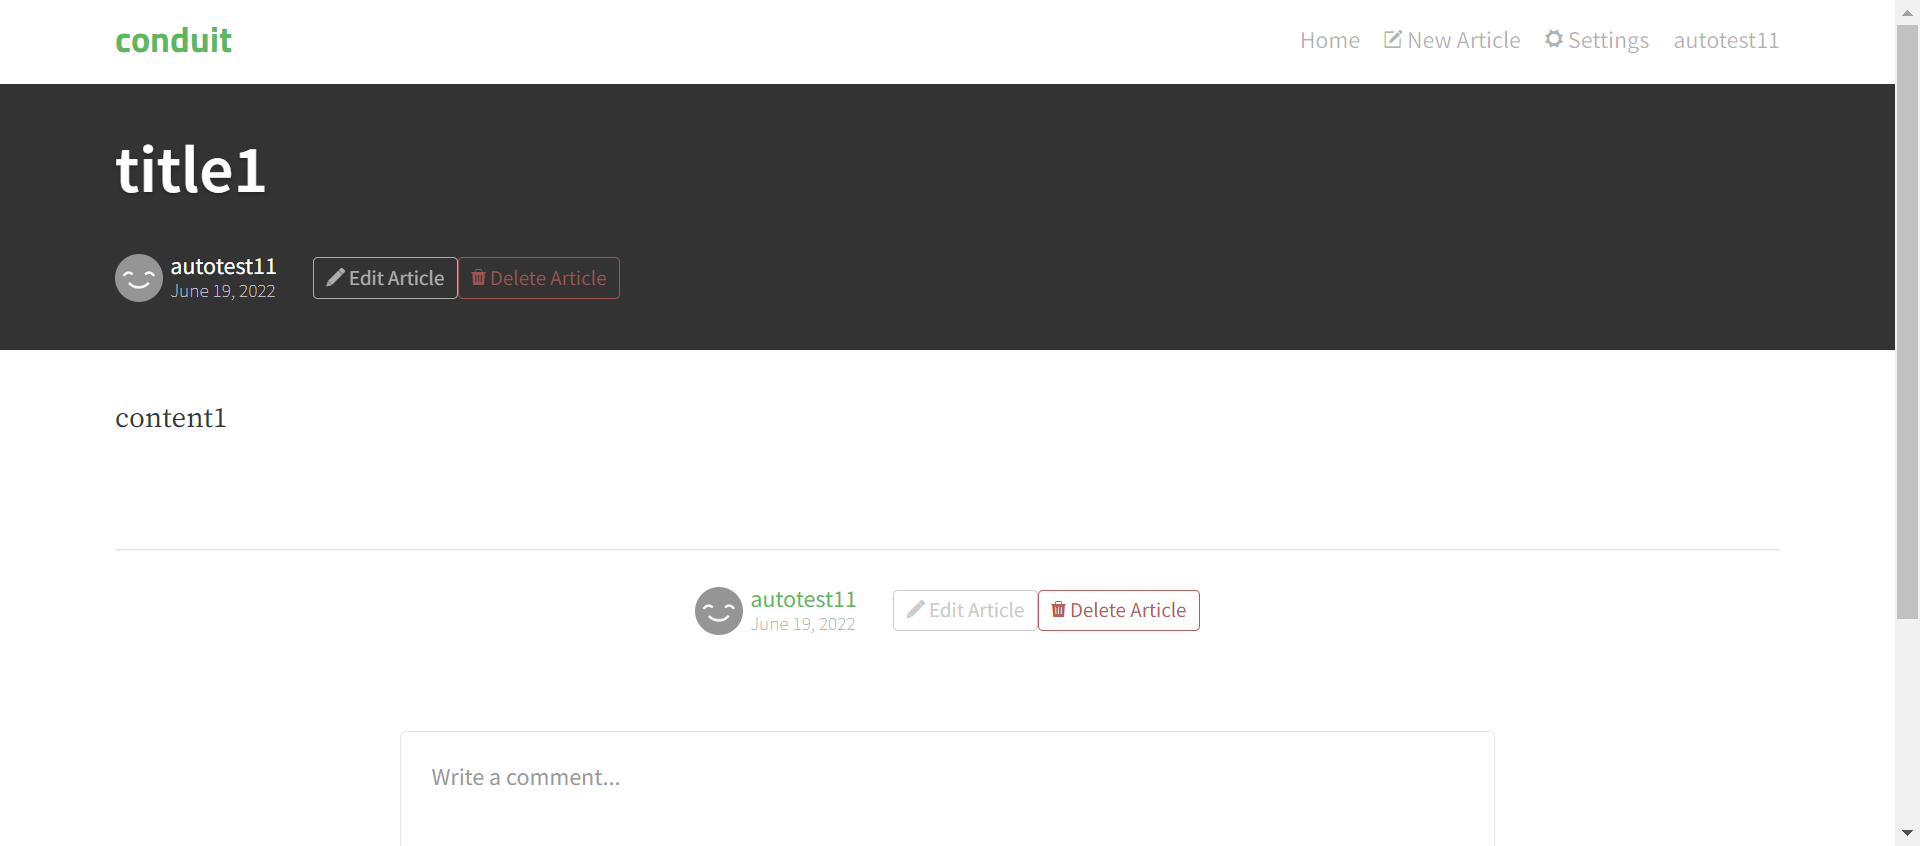 conduit
Home New Article Settings autotest11
title1
autotest11
June 19, 2022
Edit Article Delete Article
content1
autotest11
June 19, 2022
Edit Article Delete Article
Write a comment...